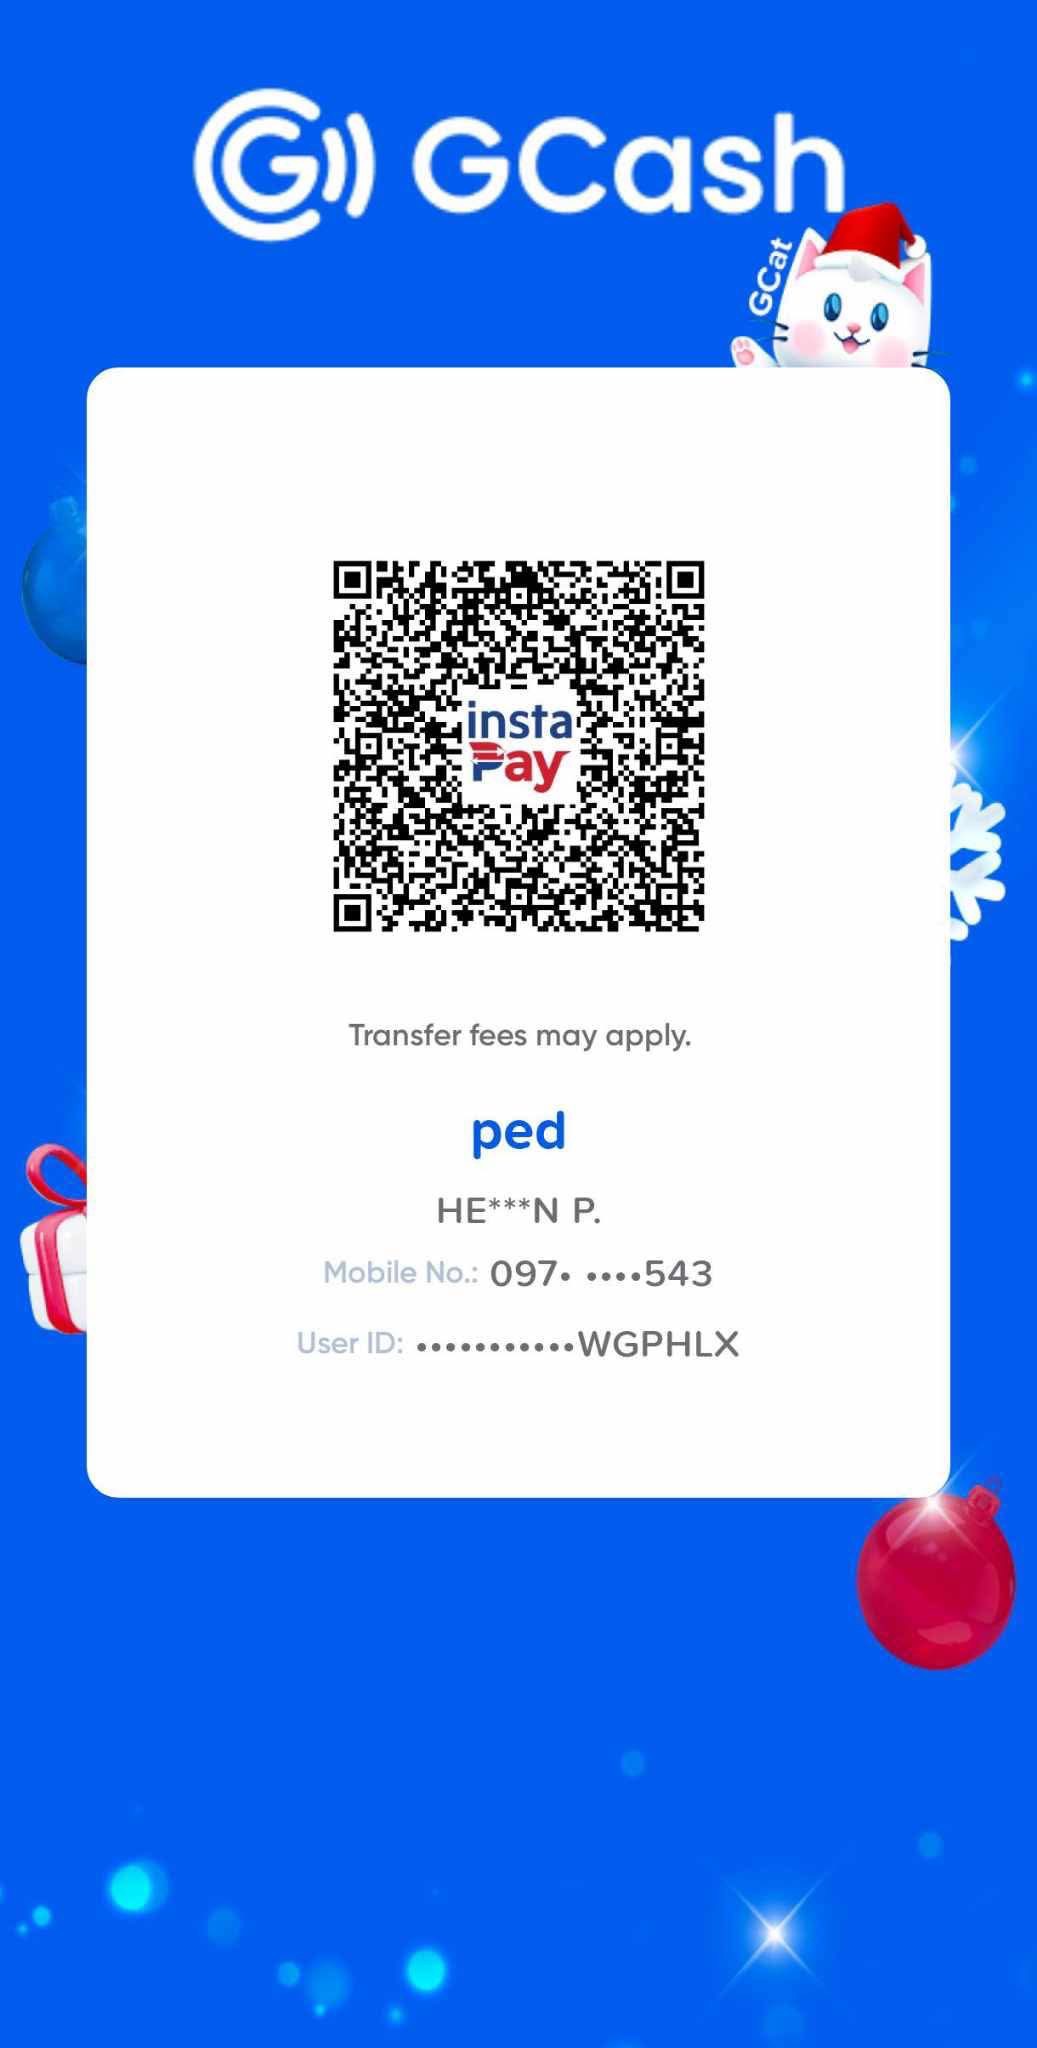 GCash
GCat
insta
Pay
Transfer fees may apply.
ped
HE***N P.
Mobile No.: 097• ••••543
User ID: •••••••••••WGPHLX